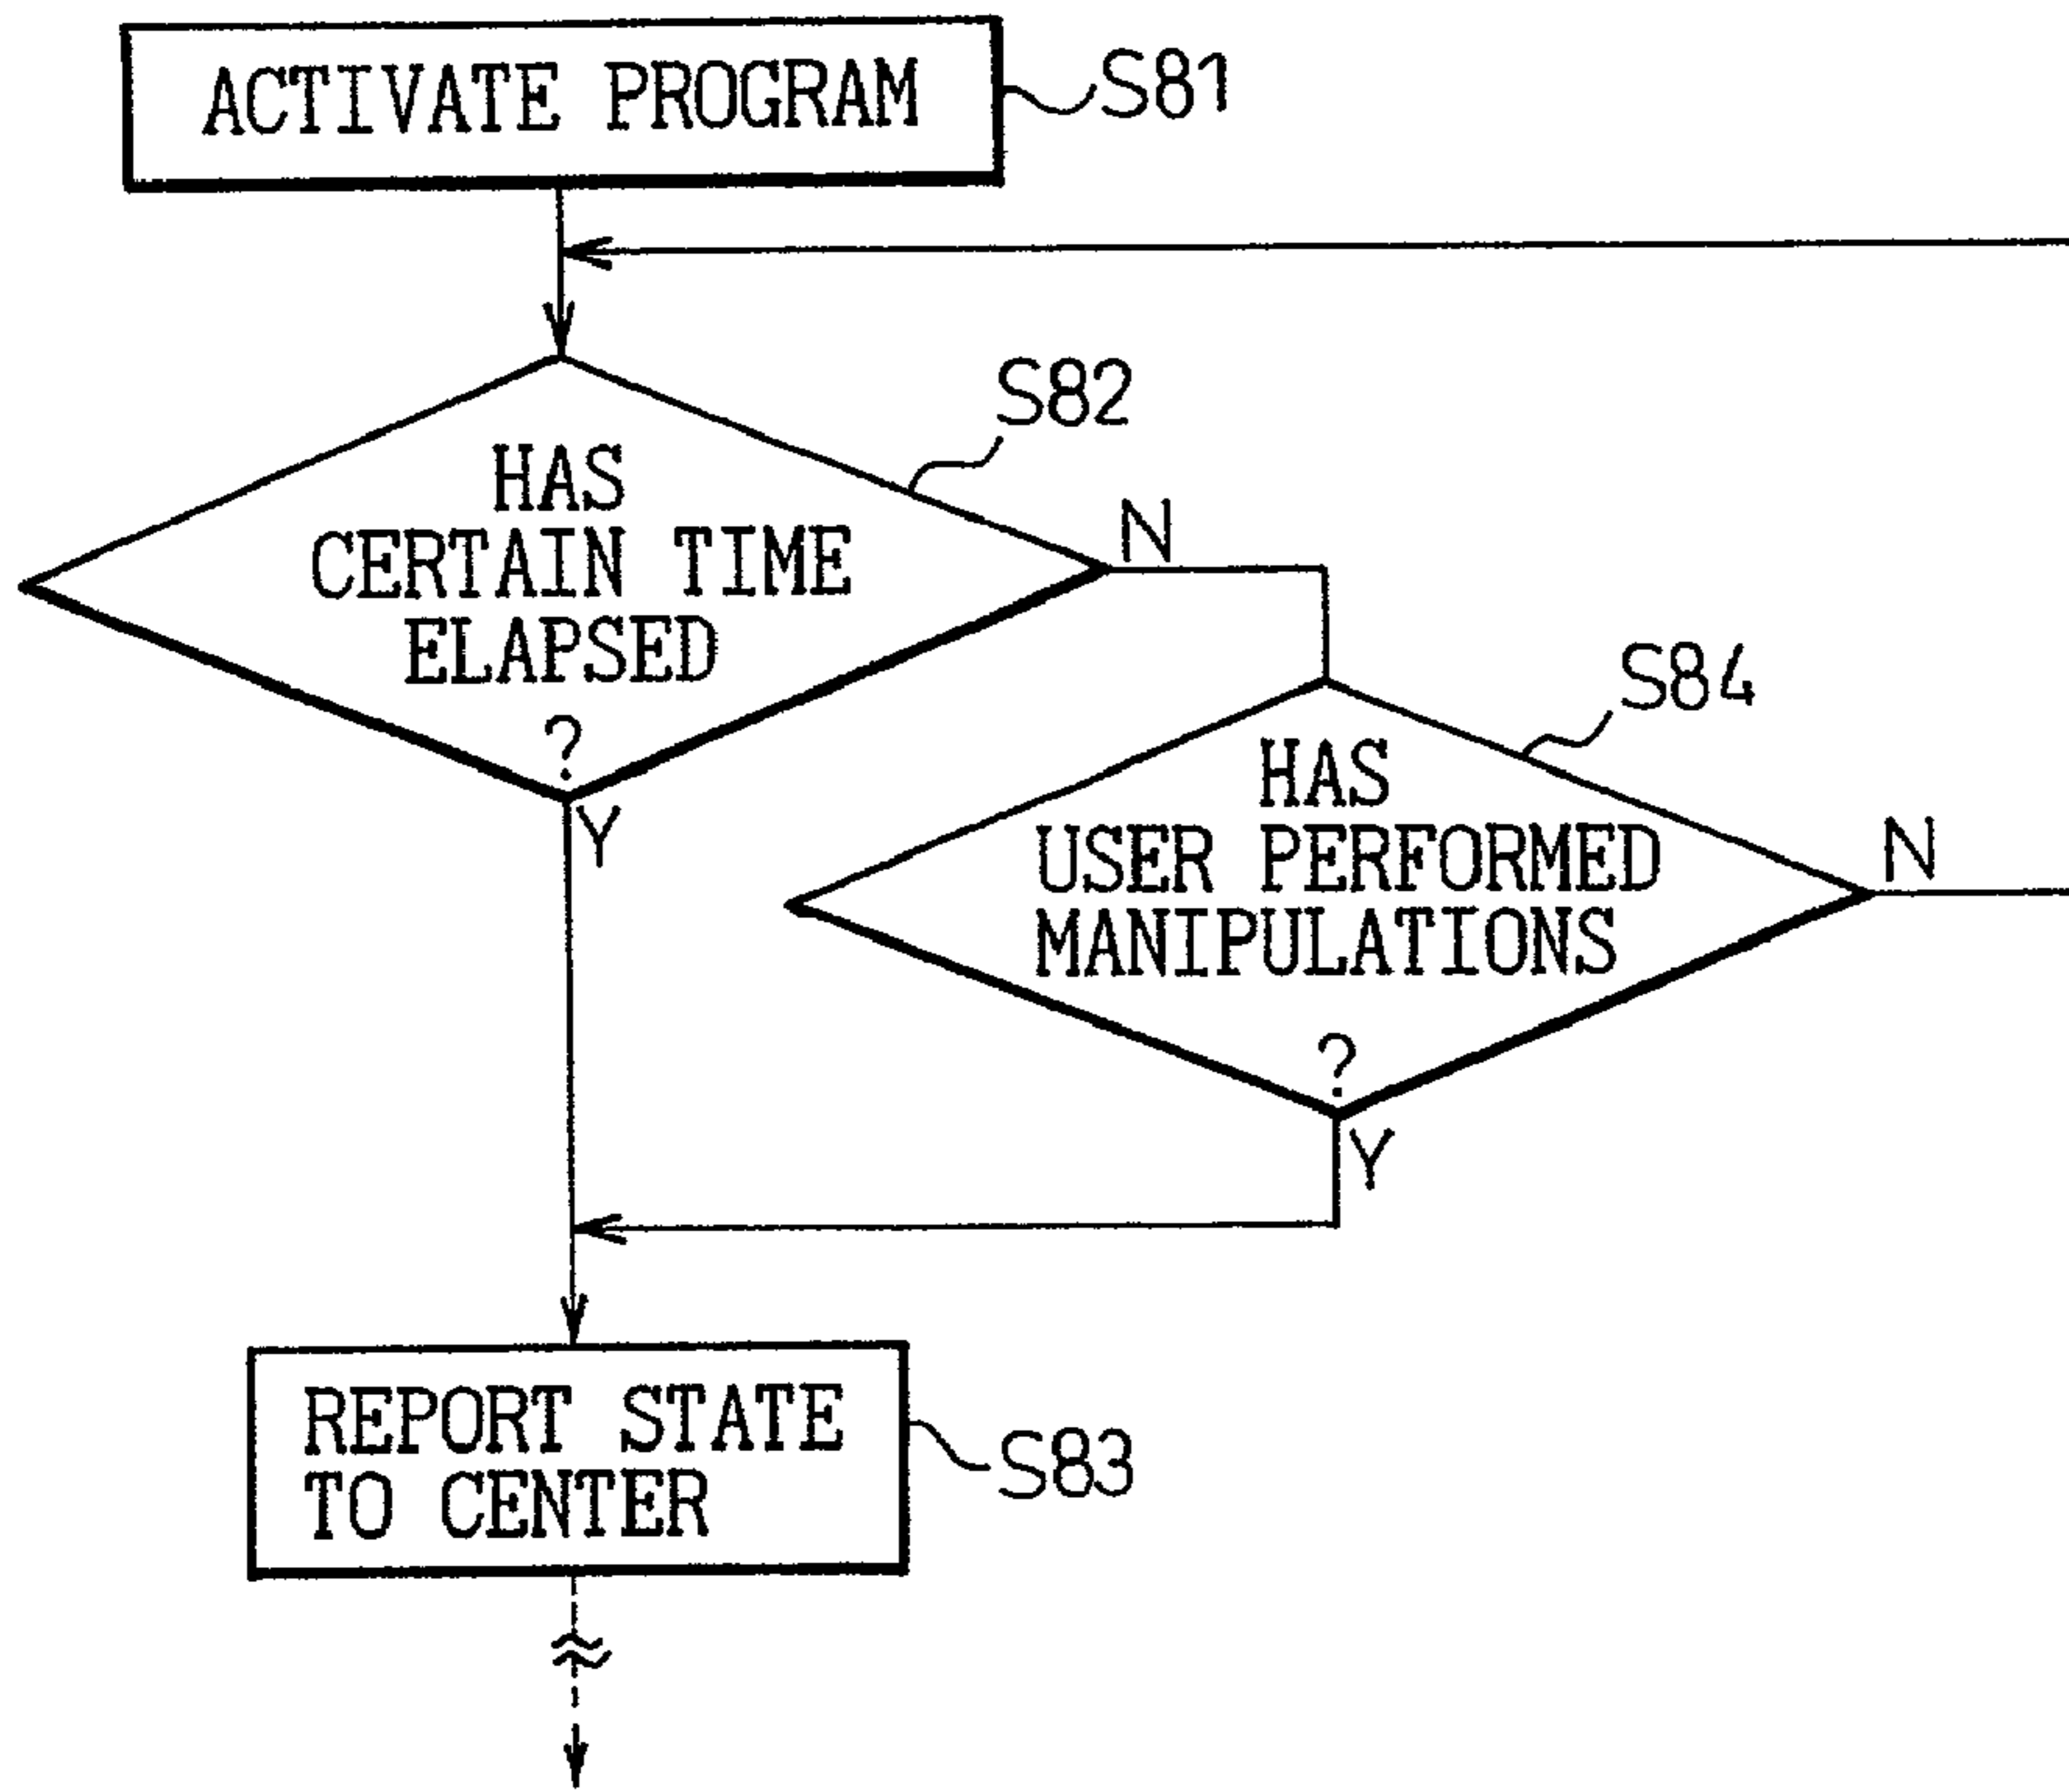 ACTIVATE PROGRAM
S81
S82
HAS
CERTAIN TIME
ELAPSED
?
N
Y
S84
HAS
USER PERFORMED
MANIPULATIONS
?
N
Y
REPORT STATE
TO CENTER
S83